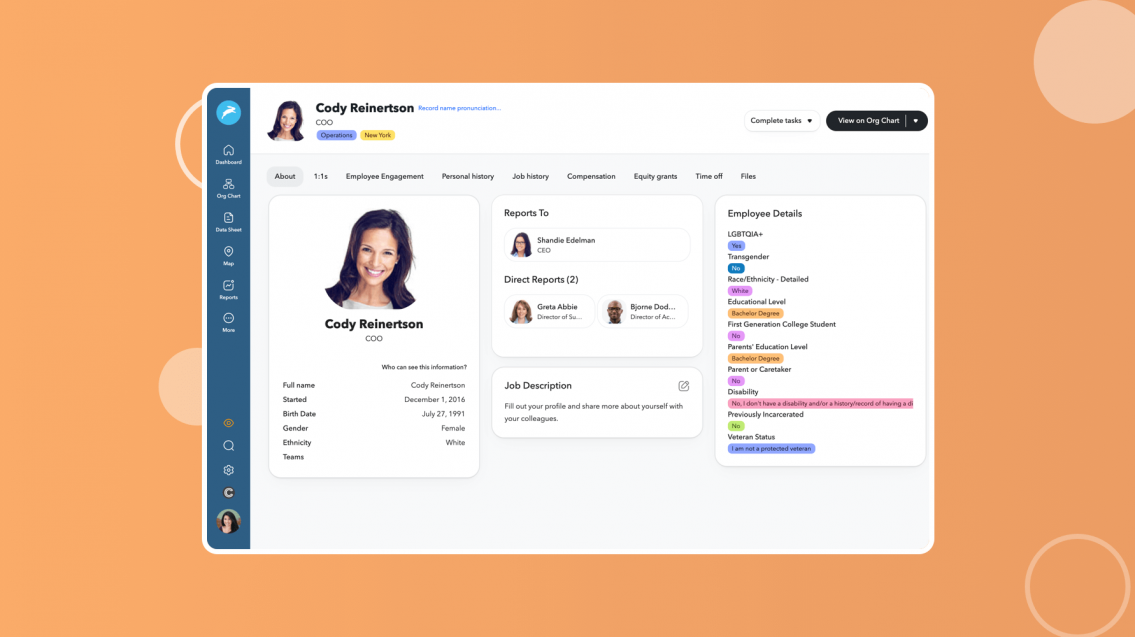 Cody Reinertson Record name pronunciation...
COO
Operations New York
Complete tasks
View on Org Chart
Dashboard
Org Chart
Data Sheet
Map
Reports
More
C
About 1:1s Employee Engagement Personal history Job history Compensation Equity grants Time off Files
Cody Reinertson
COO
Who can see this information?
Full name Cody Reinertson
Started December 1, 2016
Birth Date July 27, 1991
Gender Female
Ethnicity White
Teams
Reports To
Shandie Edelman
CEO
Direct Reports (2)
Greta Abbie
Director of Su...
Bjorne Dod...
Director of Ac...
Job Description
Fill out your profile and share more about yourself with
your colleagues.
Employee Details
LGBTQIA+
Yes
Transgender
No
Race/Ethnicity - Detailed
White
Educational Level
Bachelor Degree
First Generation College Student
No
Parents' Education Level
Bachelor Degree
Parent or Caretaker
No
Disability
No, I don't have a disability and/or a history/record of having a di
Previously Incarcerated
No
Veteran Status
I am not a protected veteran